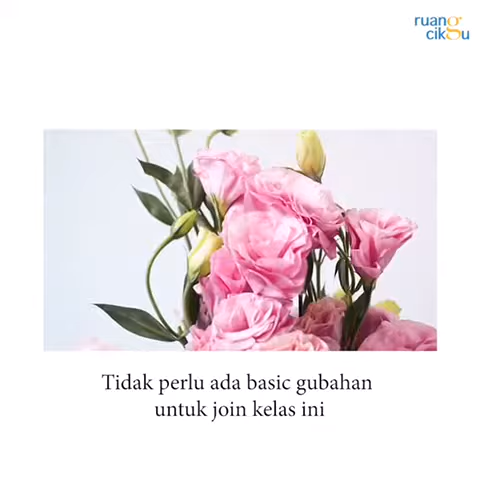 ruang
cikgu
Tidak perlu ada basic gubahan
untuk join kelas ini